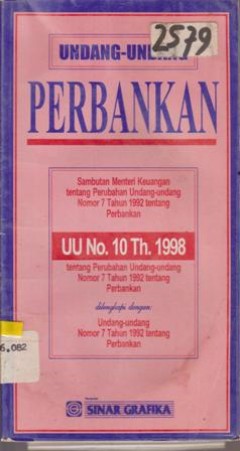 2579
UNDANG-UNDANG
PERBANKAN
Sambutan Menteri Keuangan
tentang Perubahan Undang-undang
Nomor 7 Tahun 1992 tentang
Perbankan
UU No. 10 Th. 1998
tentang Perubahan Undang-undang
Nomor 7 Tahun 1992 tentang
Perbankan
dilengkapi dengan:
Undang-undang
Nomor 7 Tahun 1992 tentang
Perbankan
6.082
SINAR GRAFIKA